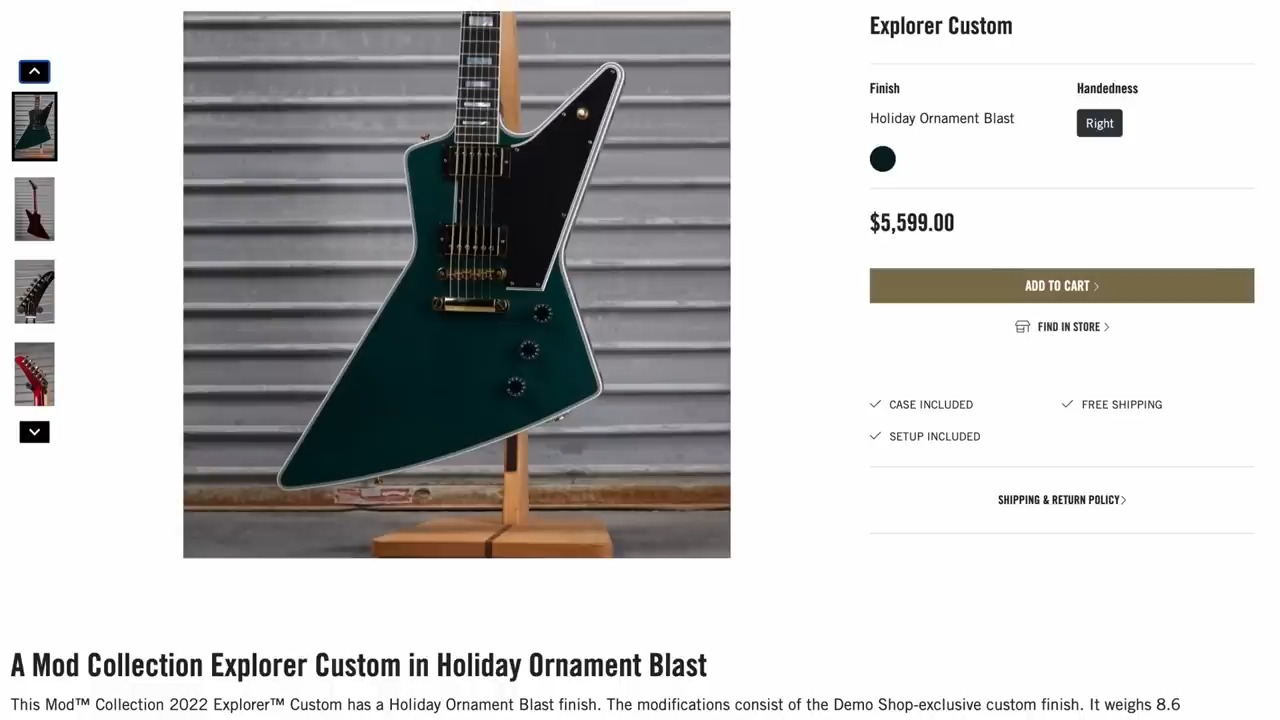 Explorer Custom
Finish
Handedness
Holiday Ornament Blast
Right
$5,599.00
ADD TO CART
FIND IN STORE
CASE INCLUDED
FREE SHIPPING
SETUP INCLUDED
SHIPPING & RETURN POLICY
A Mod Collection Explorer Custom in Holiday Ornament Blast
This Mod™ Collection 2022 Explorer™ Custom has a Holiday Ornament Blast finish. The modifications consist of the Demo Shop-exclusive custom finish. It weighs 8.6